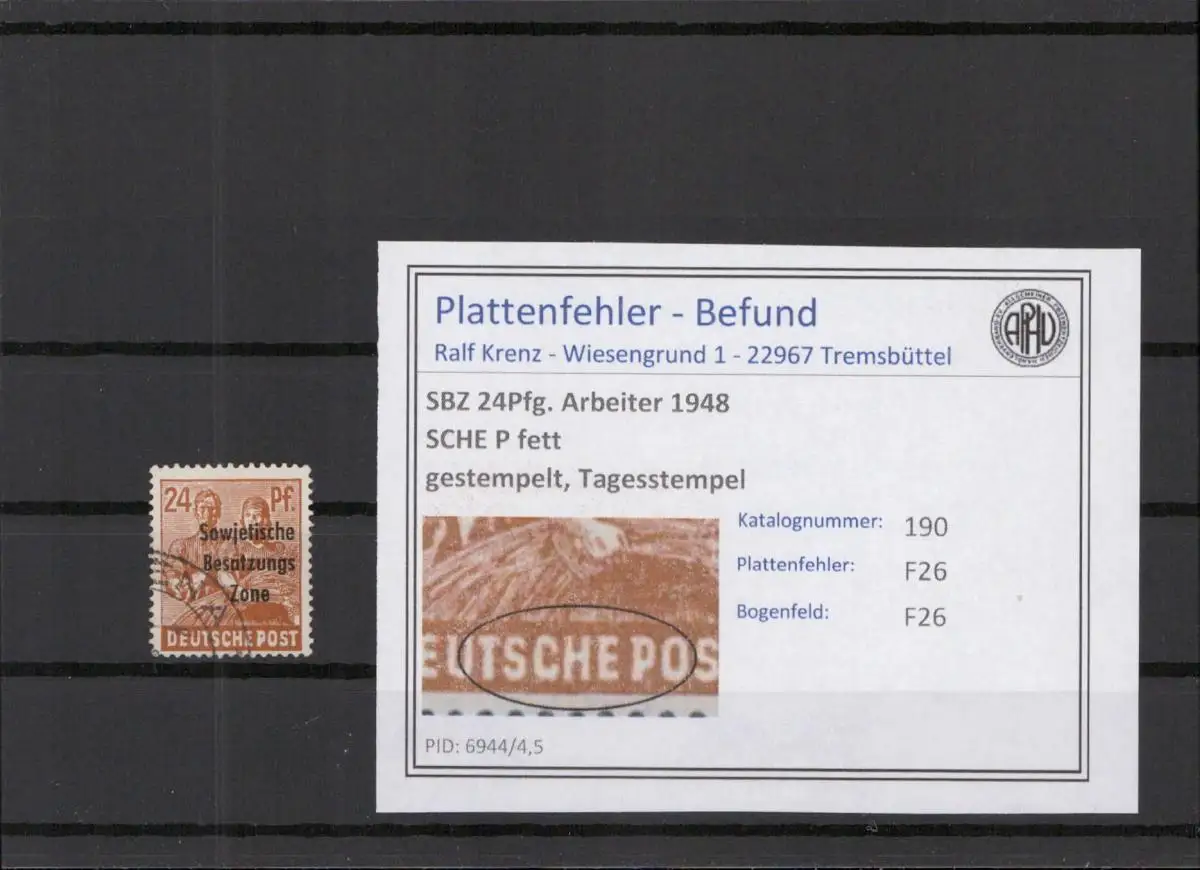 24 Pf.
Sowjetische
Besatzungs
Zone
DEUTSCHE POST
Plattenfehler - Befund
Ralf Krenz - Wiesengrund 1 - 22967 Tremsbüttel
APHV
SBZ 24Pfg. Arbeiter 1948
SCHE P fett
gestempelt, Tagesstempel
EUTSCHE POS
Katalognummer: 190
Plattenfehler: F26
Bogenfeld: F26
PID: 6944/4,5